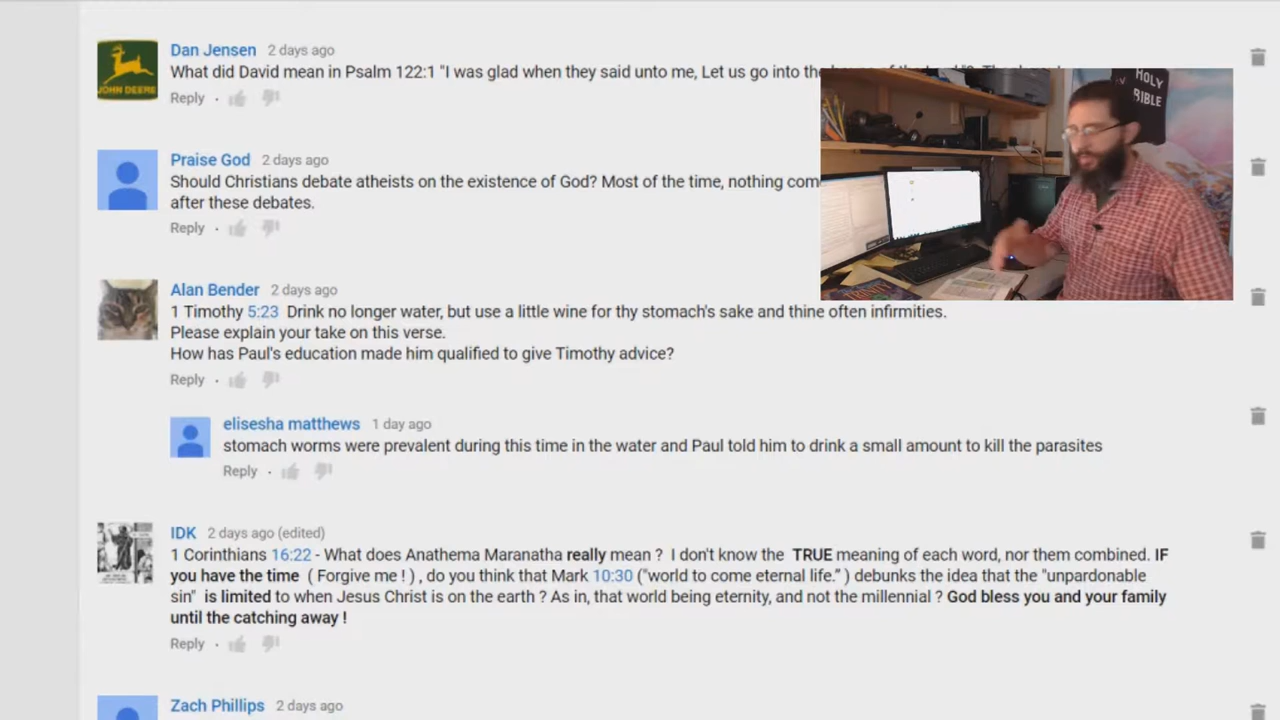 Dan Jensen 2 days ago
What did David mean in Psalm 122:1 "I was glad when they said unto me, Let us go into the
JOHN DEERE
Reply
HOLY
BIBLE
Praise God 2 days ago
Should Christians debate atheists on the existence of God? Most of the time, nothing
after these debates.
Reply
Alan Bender 2 days ago
1 Timothy 5:23 Drink no longer water, but use a little wine for thy stomach's sake and thine often infirmities.
Please explain your take on this verse.
How has Paul's education made him qualified to give Timothy advice?
Reply
elisesha matthews 1 day ago
stomach worms were prevalent during this time in the water and Paul told him to drink a small amount to kill the parasites
Reply
IDK 2 days ago (edited)
1 Corinthians 16:22 - What does Anathema Maranatha really mean ? I don't know the TRUE meaning of each word, nor them combined. IF
you have the time ( Forgive me ! ) , do you think that Mark 10:30 ("world to come eternal life." ) debunks the idea that the "unpardonable
sin" is limited to when Jesus Christ is on the earth ? As in, that world being eternity, and not the millennial ? God bless you and your family
until the catching away !
Reply
Zach Phillips 2 days ago